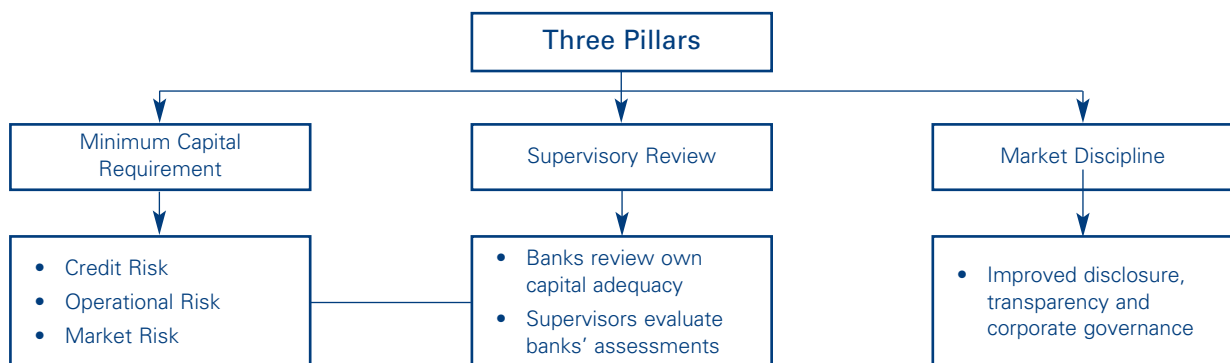 Three Pillars
Minimum Capital
Requirement
Supervisory Review
Market Discipline
• Credit Risk
• Operational Risk
• Market Risk
• Banks review own
capital adequacy
• Supervisors evaluate
banks’ assessments
• Improved disclosure,
transparency and
corporate governance